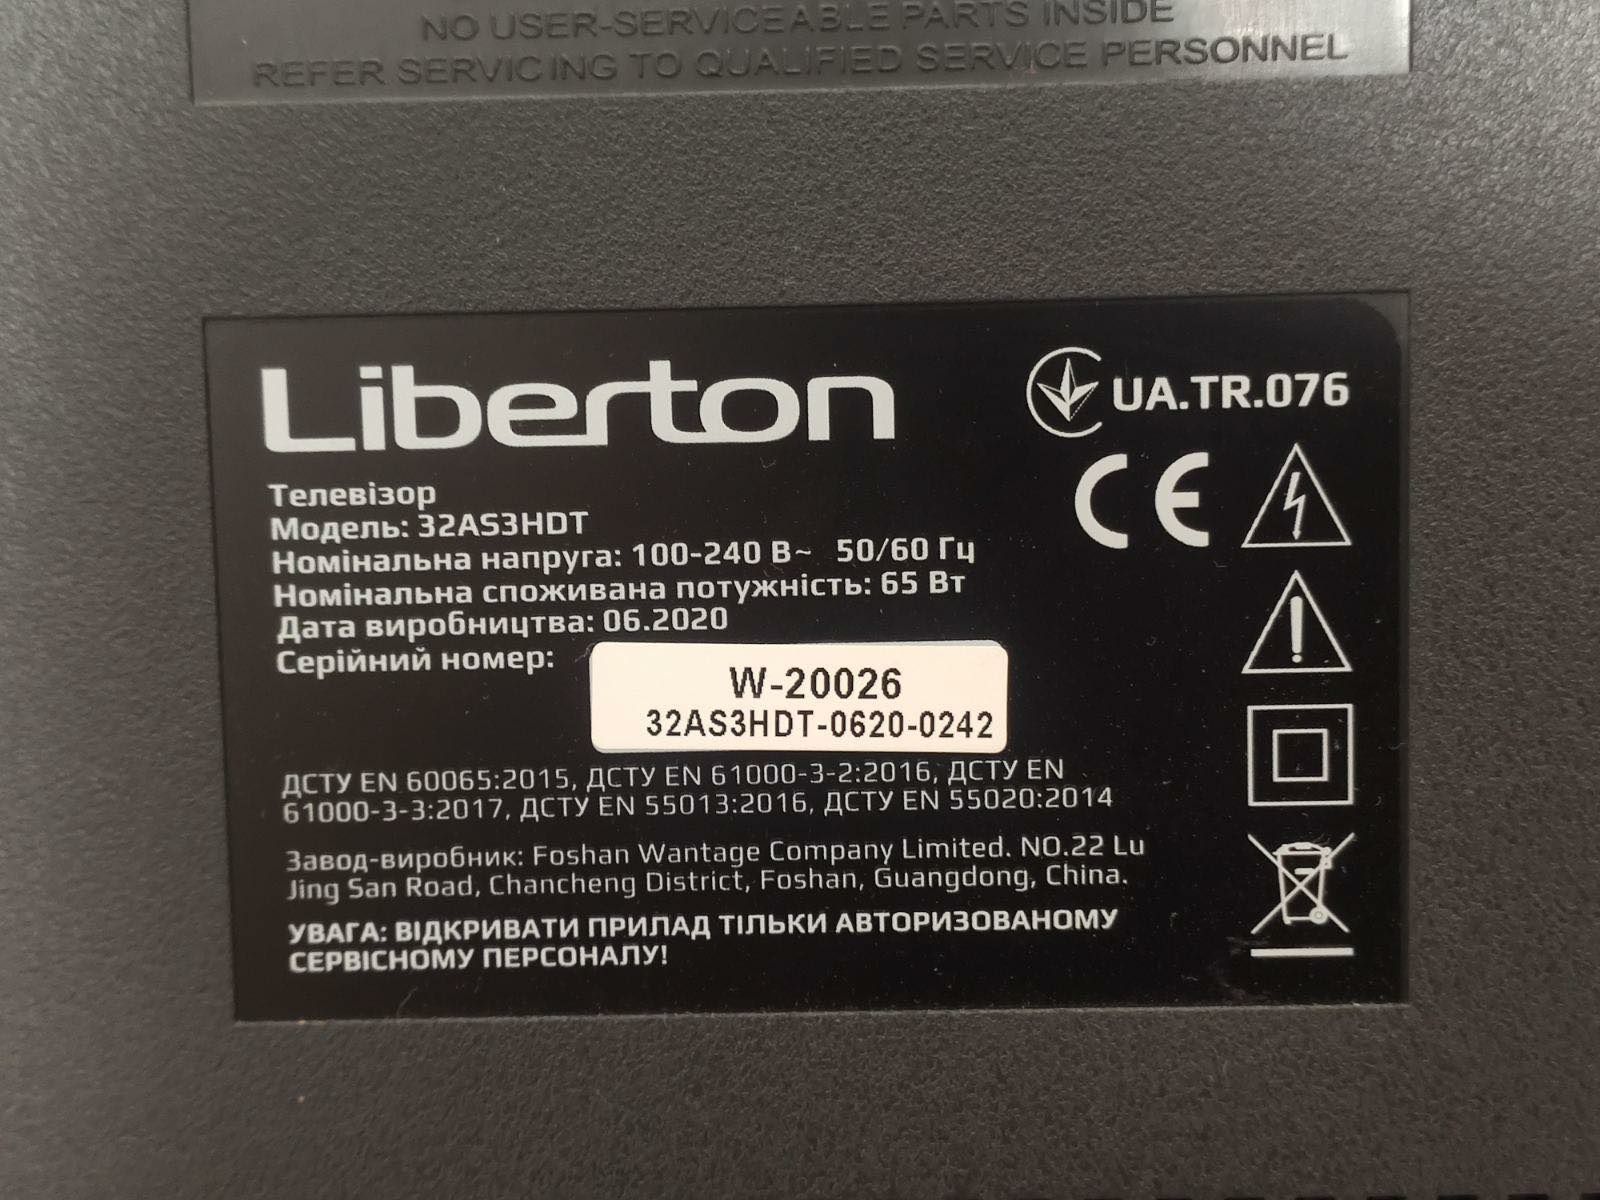 NO USER-SERVICEABLE PARTS INSIDE
REFER SERVICING TO QUALIFIED SERVICE PERSONNEL
Liberton
UA.TR.076
CE
Телевізор
Модель: 32AS3HDT
Номінальна напруга: 100-240 В~ 50/60 Гц
Номінальна споживана потужність: 65 Вт
Дата виробництва: 06.2020
Серійний номер:
W-20026
32AS3HDT-0620-0242
ДСТУ EN 60065:2015, ДСТУ EN 61000-3-2:2016, ДСТУ EN
61000-3-3:2017, ДСТУ EN 55013:2016, ДСТУ EN 55020:2014
Завод-виробник: Foshan Wantage Company Limited. NO.22 Lu
Jing San Road, Chancheng District, Foshan, Guangdong, China.
УВАГА: ВІДКРИВАТИ ПРИЛАД ТІЛЬКИ АВТОРИЗОВАНОМУ
СЕРВІСНОМУ ПЕРСОНАЛУ!